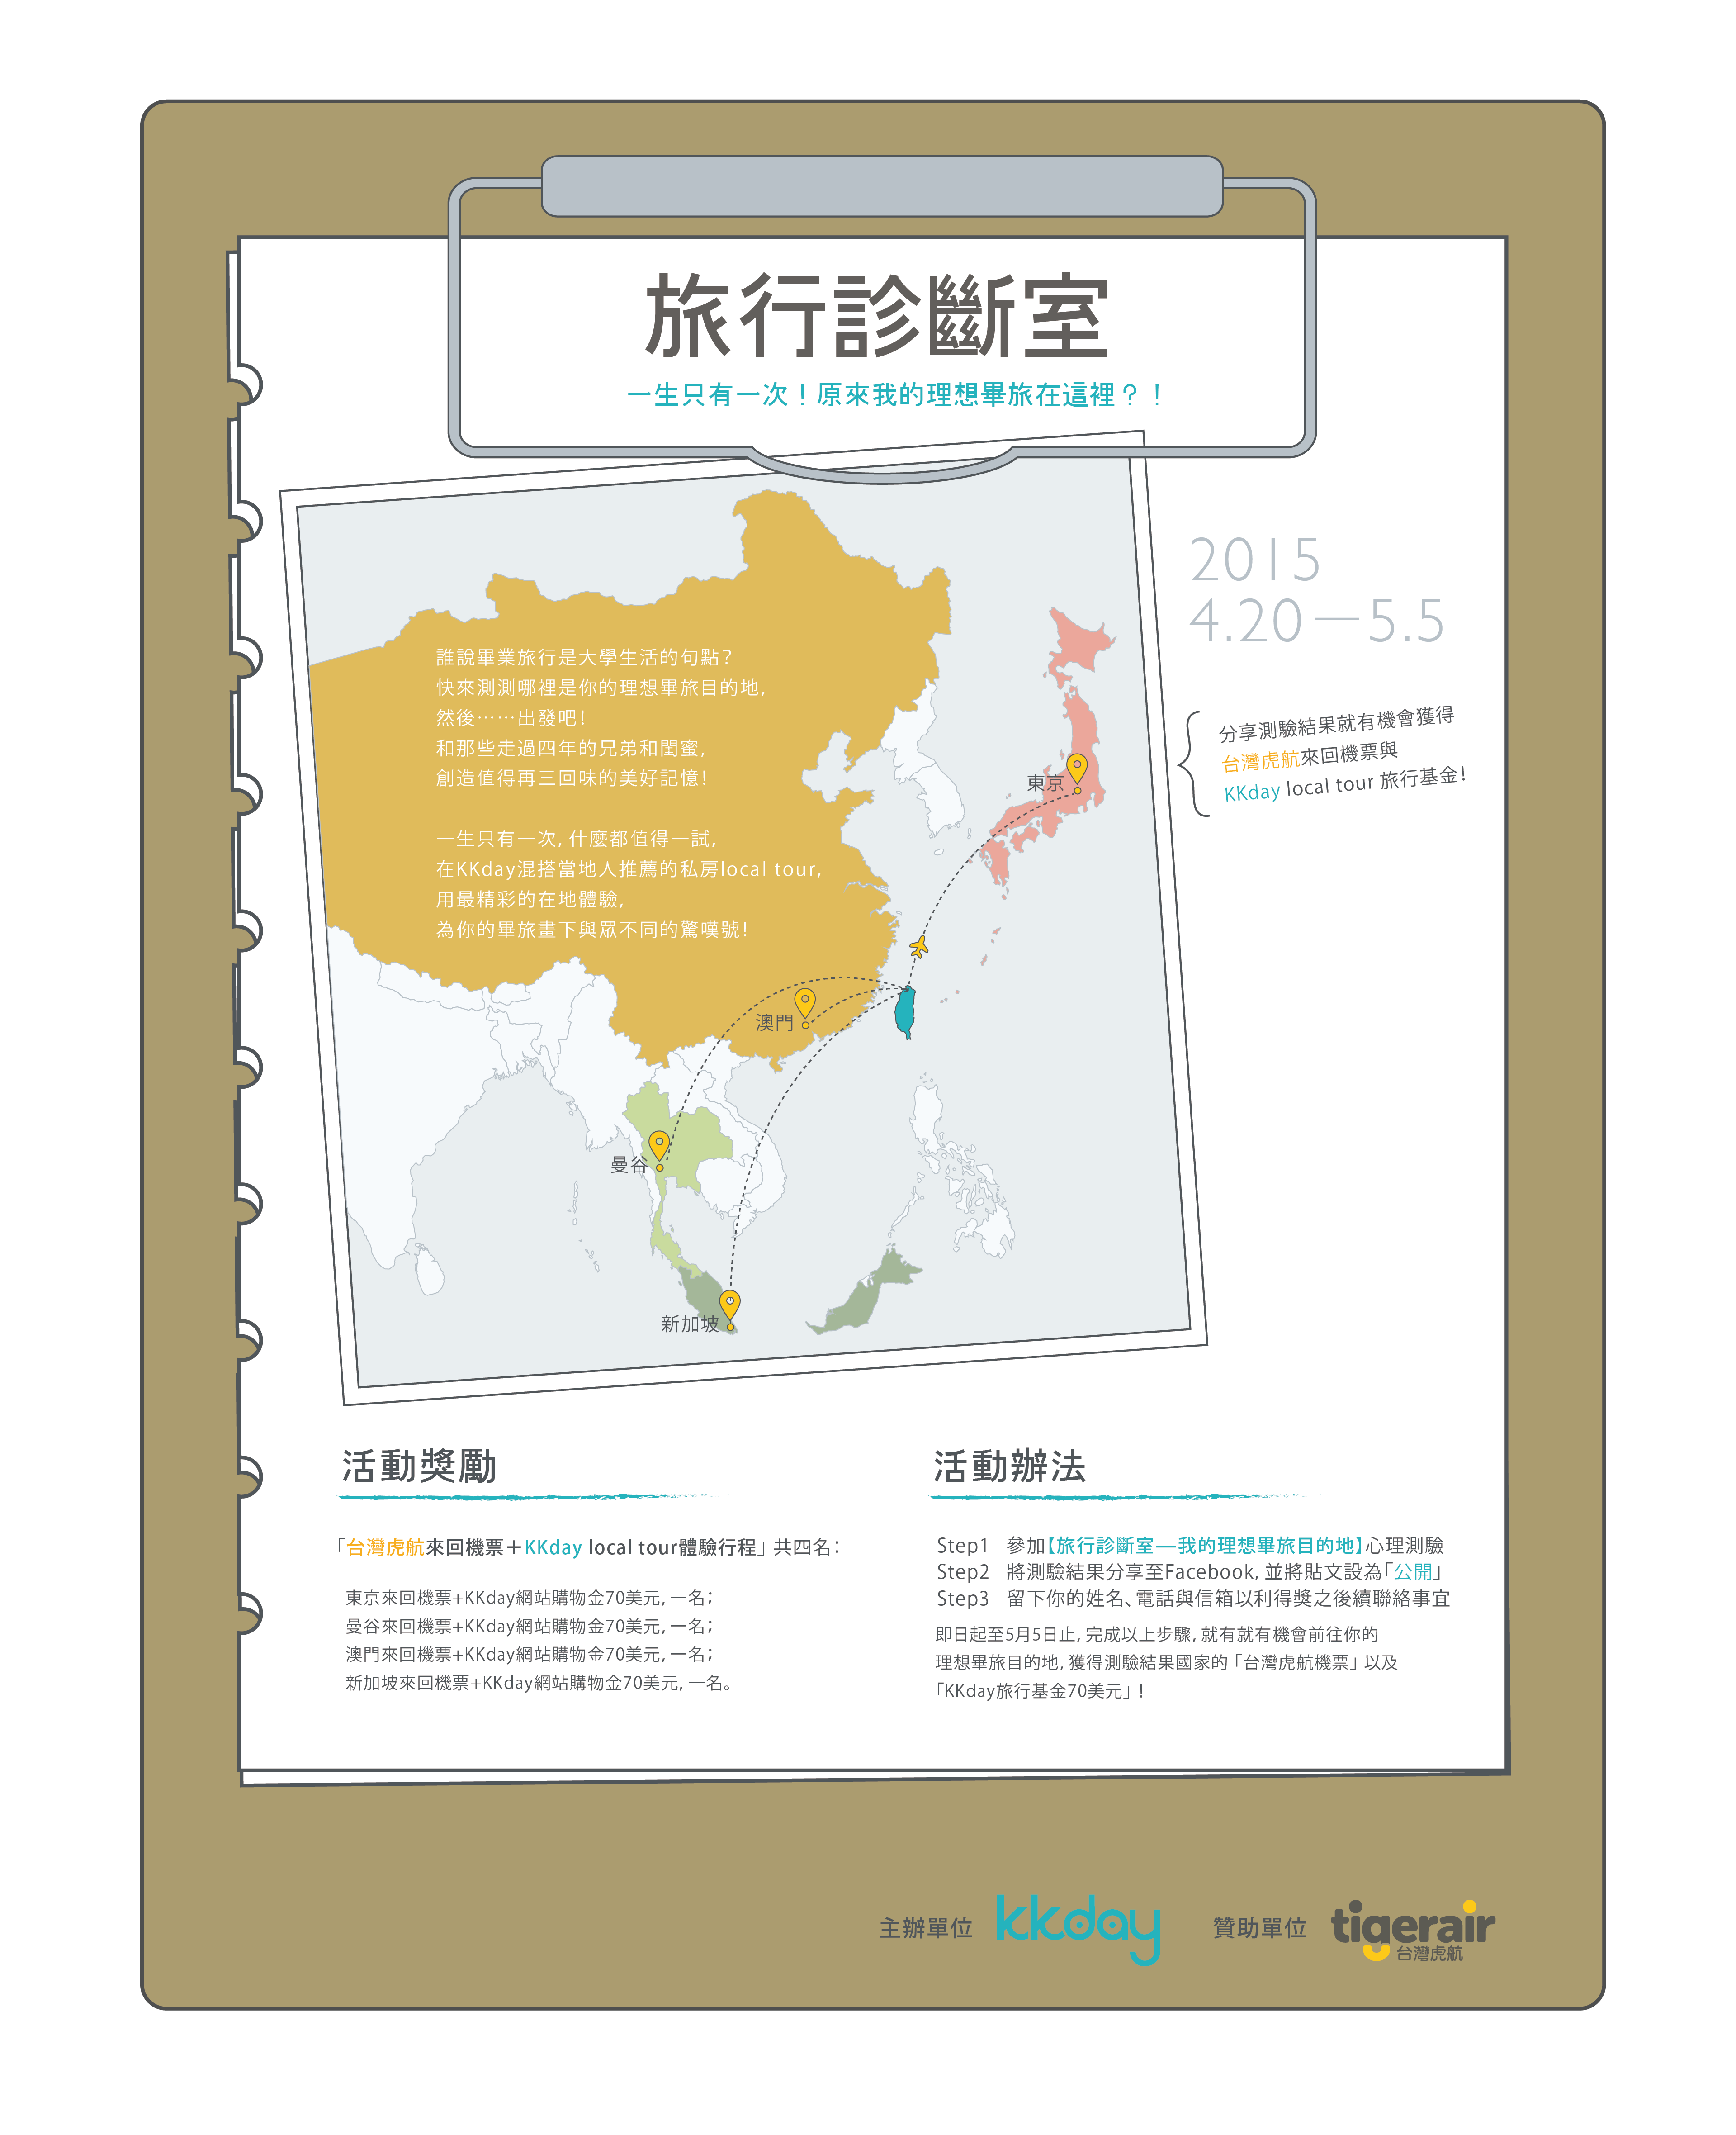 旅行診斷室
一生只有一次！原來我的理想畢旅在這裡？！
2015
4.20—5.5
誰說畢業旅行是大學生活的句點？
快來測測哪裡是你的理想畢旅目的地，
然後……出發吧！
和那些走過四年的兄弟和閨蜜，
創造值得再三回味的美好記憶！
一生只有一次，什麼都值得一試，
在KKday混搭當地人推薦的私房local tour，
用最精彩的在地體驗，
為你的畢旅畫下與眾不同的驚嘆號！
分享測驗結果就有機會獲得
台灣虎航來回機票與
KKday local tour 旅行基金！
東京
澳門
曼谷
新加坡
活動獎勵
「台灣虎航來回機票＋KKday local tour體驗行程」共四名：
東京來回機票+KKday網站購物金70美元，一名；
曼谷來回機票+KKday網站購物金70美元，一名；
澳門來回機票+KKday網站購物金70美元，一名；
新加坡來回機票+KKday網站購物金70美元，一名。
活動辦法
Step1 參加【旅行診斷室—我的理想畢旅目的地】心理測驗
Step2 將測驗結果分享至Facebook，並將貼文設為「公開」
Step3 留下你的姓名、電話與信箱以利得獎之後續聯絡事宜
即日起至5月5日止，完成以上步驟，就有就有機會前往你的
理想畢旅目的地，獲得測驗結果國家的「台灣虎航機票」以及
「KKday旅行基金70美元」！
主辦單位 kkday 贊助單位 tigerair
台灣虎航